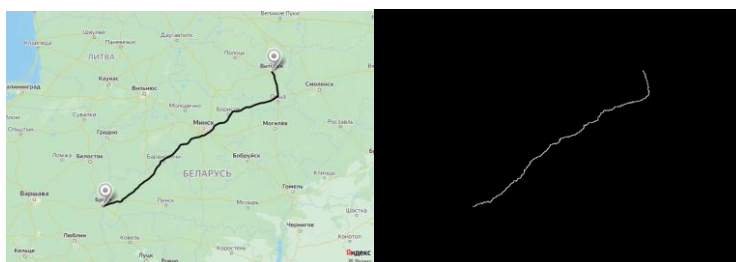 Великие Луки
Шяуляй
Паневежис
Даугавпилс
Клайпеда
ЛИТВА
Полоцк
Витебск
Каунас
Вильнюс
Смоленск
Калининград
Молодечно
Борисов
Орша
Сувалки
Минск
Могилёв
Рославль
Ольштын
Гродно
Ломжа
Белосток
Барановичи
Бобруйск
БЕЛАРУСЬ
Клинцы
Гомель
Варшава
Брест
Пинск
Мозырь
Шостка
Чернигов
Люблин
Ковель
Конотоп
Коростень
Кельце
Луцк
Ровно
Яндекс